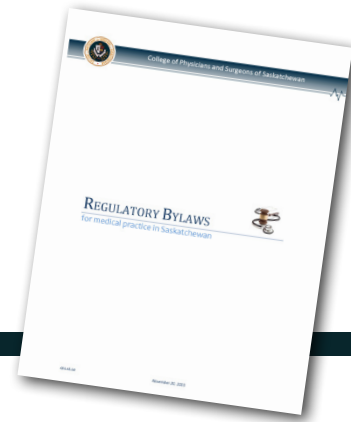 College of Physicians and Surgeons of Saskatchewan
REGULATORY BYLAWS
for medical practice in Saskatchewan